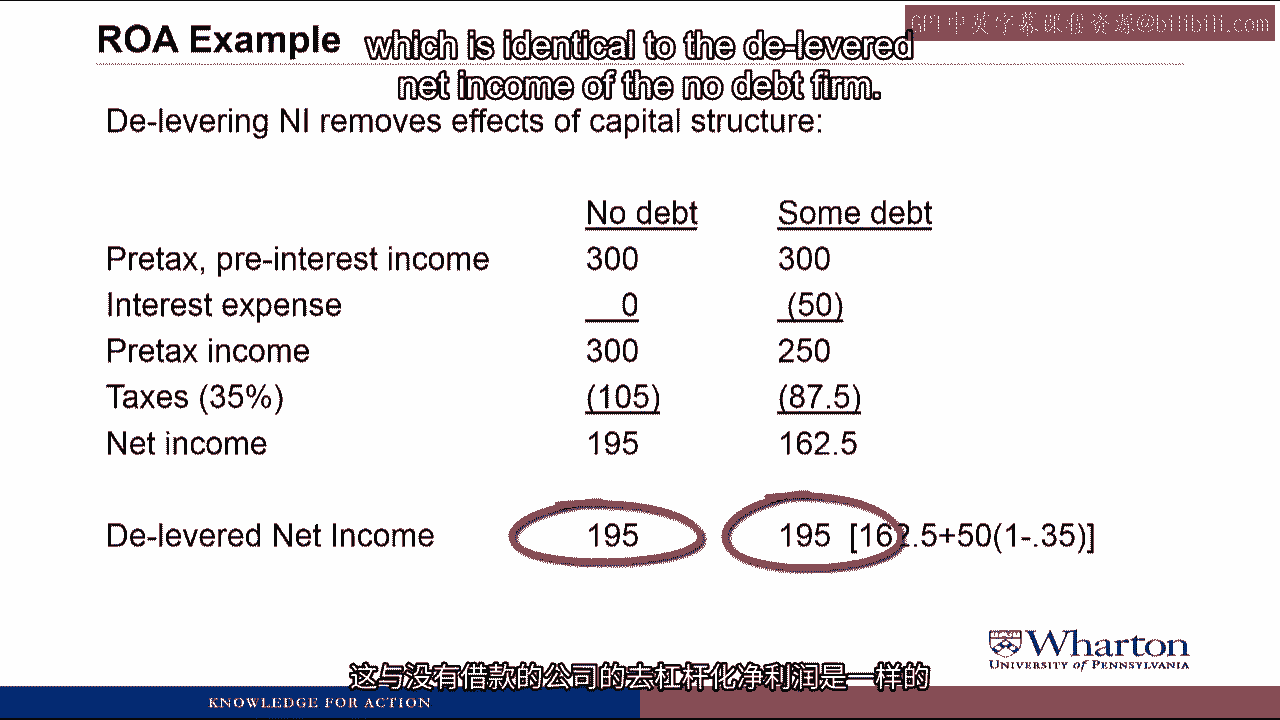 GPT中英字幕课程资源@bilibili.com
ROA Example
which is identical to the de-levered
net income of the no debt firm.
De-levering NI removes effects of capital structure:
No debt Some debt
Pretax, pre-interest income 300 300
Interest expense 0 (50)
Pretax income 300 250
Taxes (35%) (105) (87.5)
Net income 195 162.5
De-levered Net Income 195 195 [162.5+50(1-.35)]
Wharton
UNIVERSITY of PENNSYLVANIA
这与没有借款的公司的去杠杆化净利润是一样的
KNOWLEDGE FOR ACTION